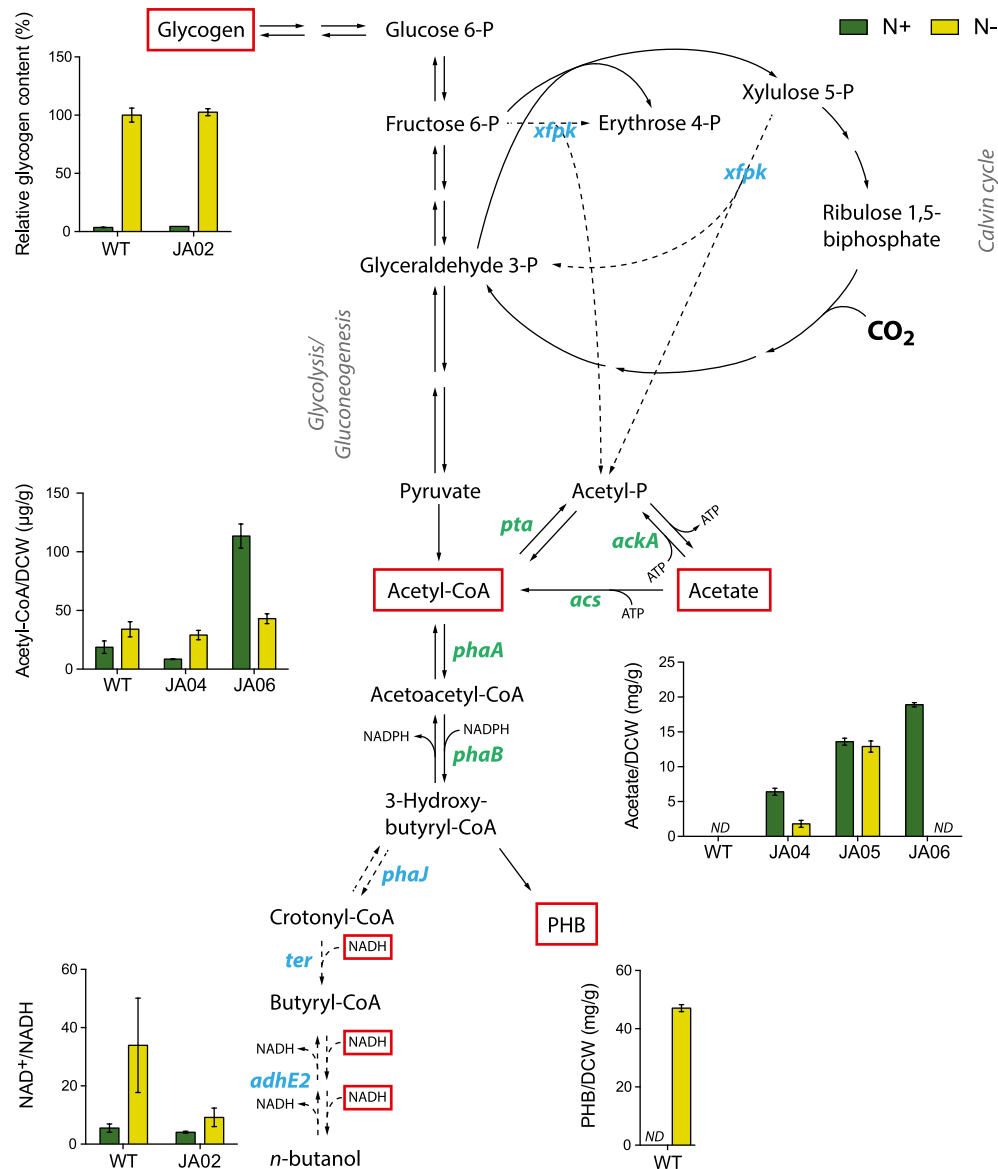 Glycogen
Glucose 6-P
N+
N-
Relative glycogen content (%)
150
100
50
0
WT
JA02
Fructose 6-P
xfpk
Erythrose 4-P
Xylulose 5-P
xfpk
Calvin cycle
Ribulose 1,5-
biphosphate
Glyceraldehyde 3-P
CO2
Glycolysis/
Gluconeogenesis
Pyruvate
Acetyl-P
pta
ackA
ATP
ATP
Acetyl-CoA/DCW (µg/g)
150
100
50
0
WT
JA04
JA06
Acetyl-CoA
acs
ATP
Acetate
phaA
Acetoacetyl-CoA
NADPH
NADPH
phaB
3-Hydroxy-
butyryl-CoA
Acetate/DCW (mg/g)
25
20
15
10
5
0
ND
ND
WT
JA04
JA05
JA06
phaJ
Crotonyl-CoA
PHB
ter
NADH
Butyryl-CoA
NADH
NADH
adhE2
NADH
NADH
n-butanol
NAD+/NADH
60
40
20
0
WT
JA02
PHB/DCW (mg/g)
60
40
20
0
ND
WT